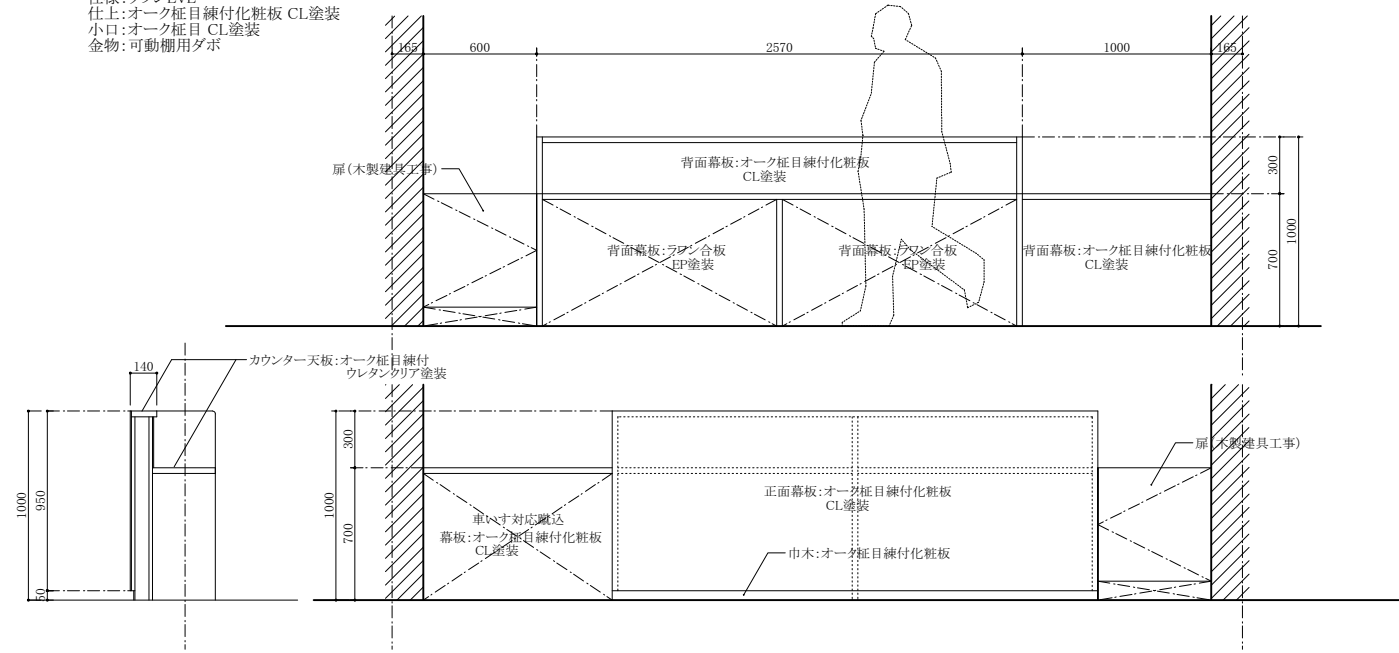 仕上：オーク柾目練付化粧板 CL塗装
小口：オーク柾目 CL塗装
金物：可動棚用ダボ
165
600
2570
1000
165
扉（木製建具工事）
背面幕板：オーク柾目練付化粧板
CL塗装
背面幕板：ラワン合板
EP塗装
背面幕板：ラワン合板
EP塗装
背面幕板：オーク柾目練付化粧板
CL塗装
300
700
1000
カウンター天板：オーク柾目練付
ウレタンクリア塗装
140
1000
950
50
1000
300
700
車いす対応蹴込
幕板：オーク柾目練付化粧板
CL塗装
正面幕板：オーク柾目練付化粧板
CL塗装
巾木：オーク柾目練付化粧板
扉（木製建具工事）